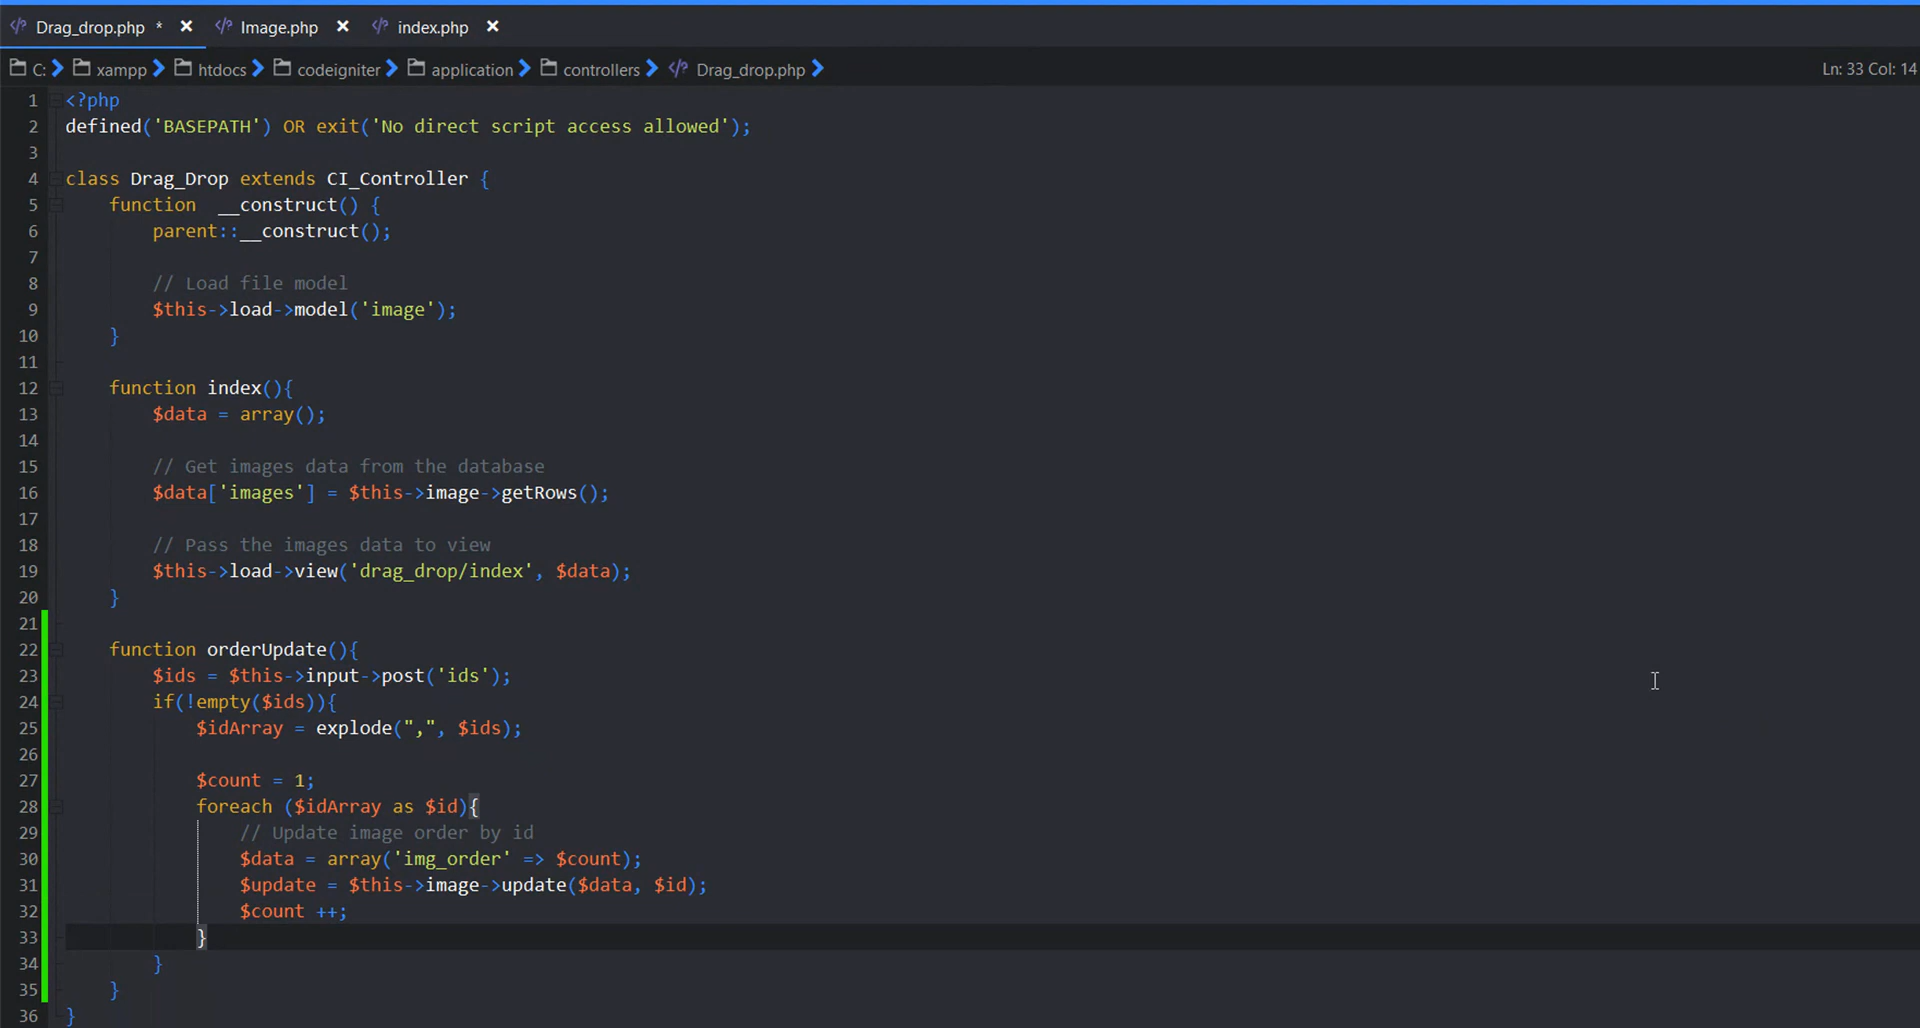 Drag_drop.php * Image.php index.php
C: xampp htdocs codeigniter application controllers Drag_drop.php Ln: 33 Col: 14
1 <?php
2 defined('BASEPATH') OR exit('No direct script access allowed');
3
4 class Drag_Drop extends CI_Controller {
5     function  __construct() {
6         parent::__construct();
7
8         // Load file model
9         $this->load->model('image');
10     }
11
12     function index(){
13         $data = array();
14
15         // Get images data from the database
16         $data['images'] = $this->image->getRows();
17
18         // Pass the images data to view
19         $this->load->view('drag_drop/index', $data);
20     }
21
22     function orderUpdate(){
23         $ids = $this->input->post('ids');
24         if(!empty($ids)){
25             $idArray = explode(",", $ids);
26
27             $count = 1;
28             foreach ($idArray as $id){
29                 // Update image order by id
30                 $data = array('img_order' => $count);
31                 $update = $this->image->update($data, $id);
32                 $count ++;
33             }
34         }
35     }
36 }